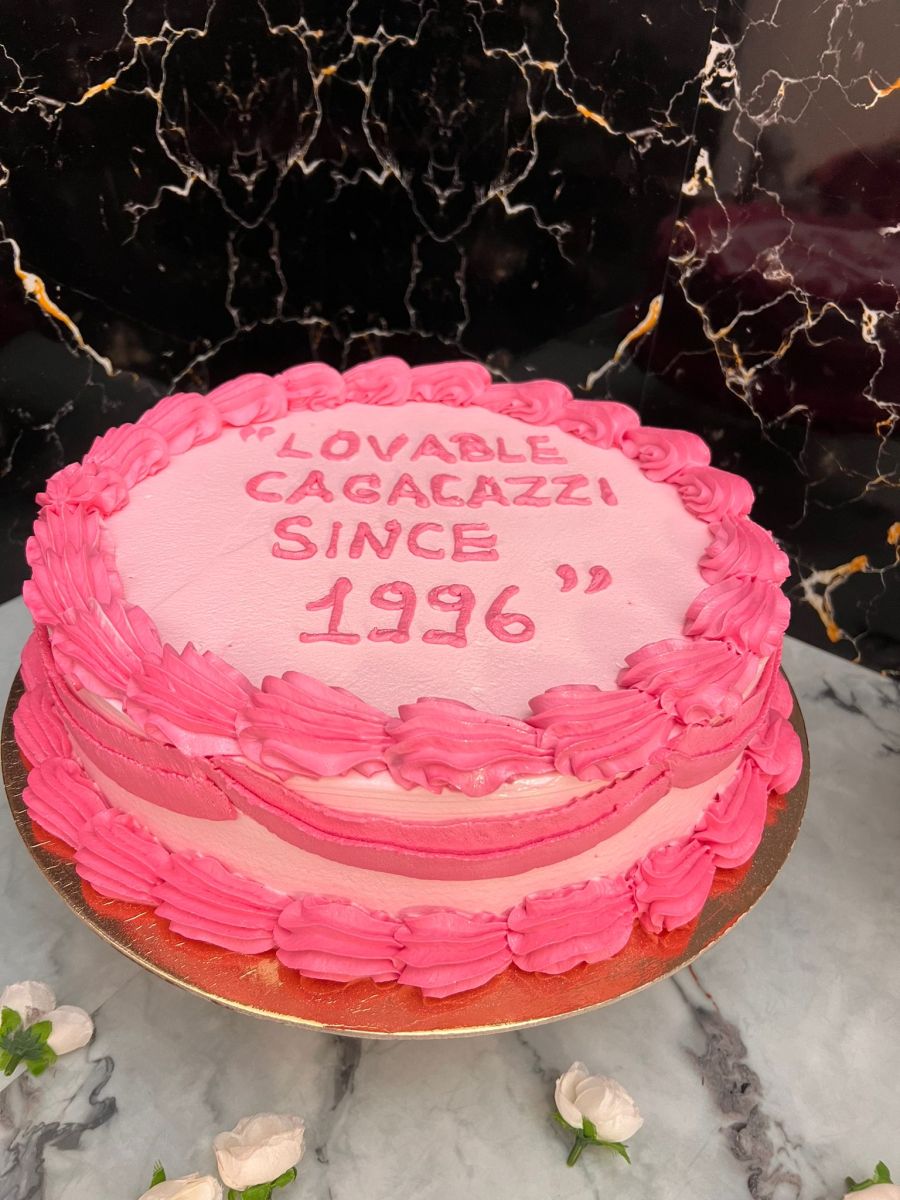 "LOVABLE
CAGACAZZI
SINCE
1996”